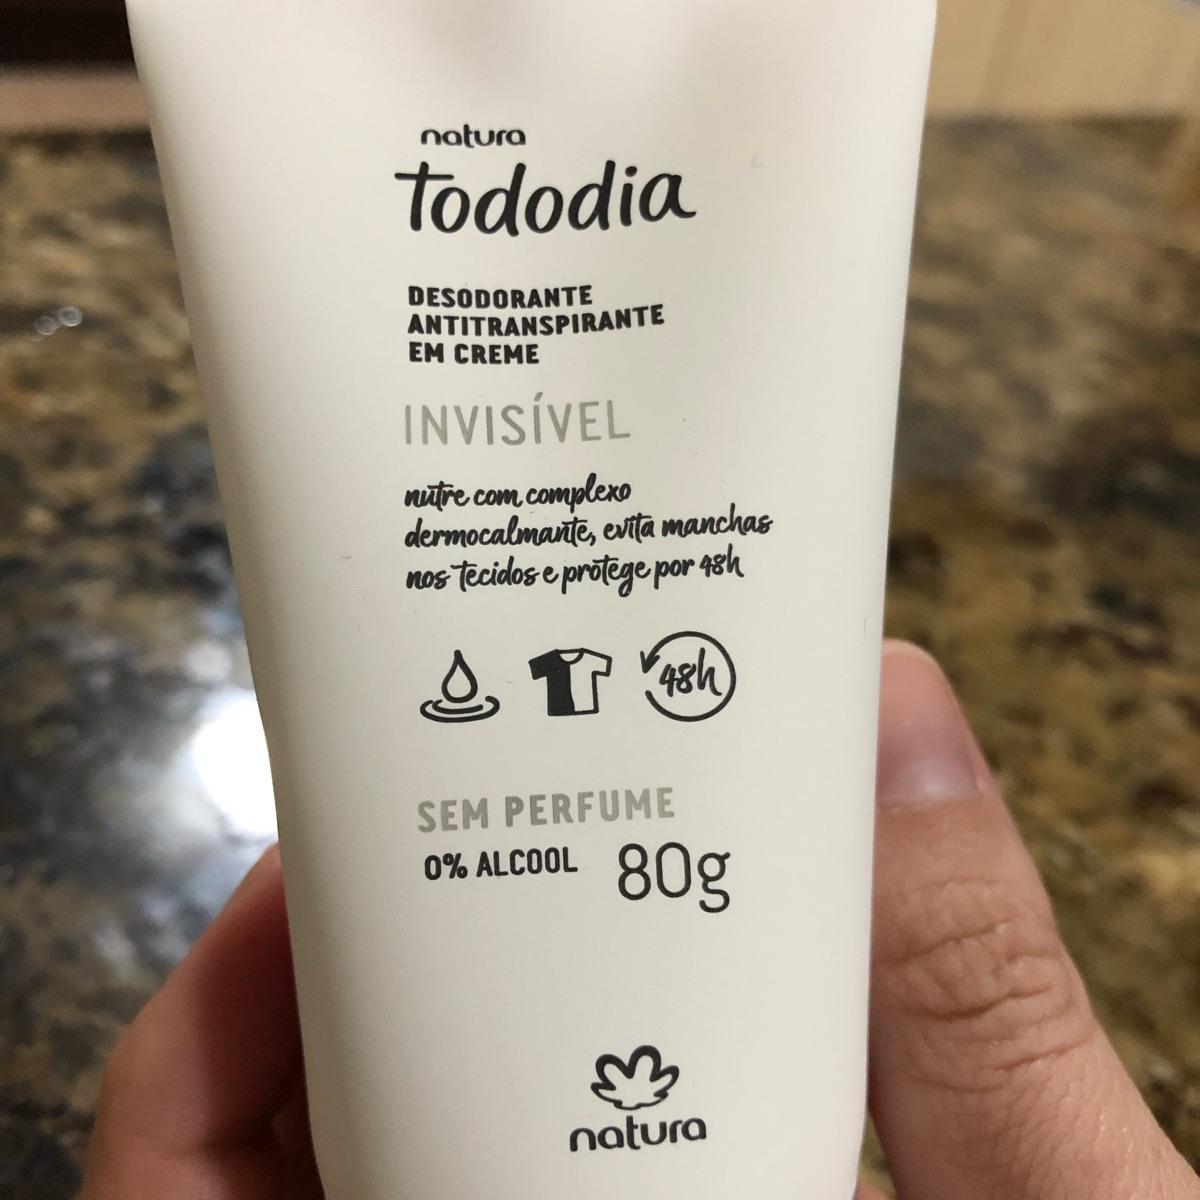 natura
tododia
DESODORANTE
ANTITRANSPIRANTE
EM CREME
INVISÍVEL
nutre com complexo
dermocalmante, evita manchas
nos tecidos e protege por 48h
48h
SEM PERFUME
0% ALCOOL 80g
natura